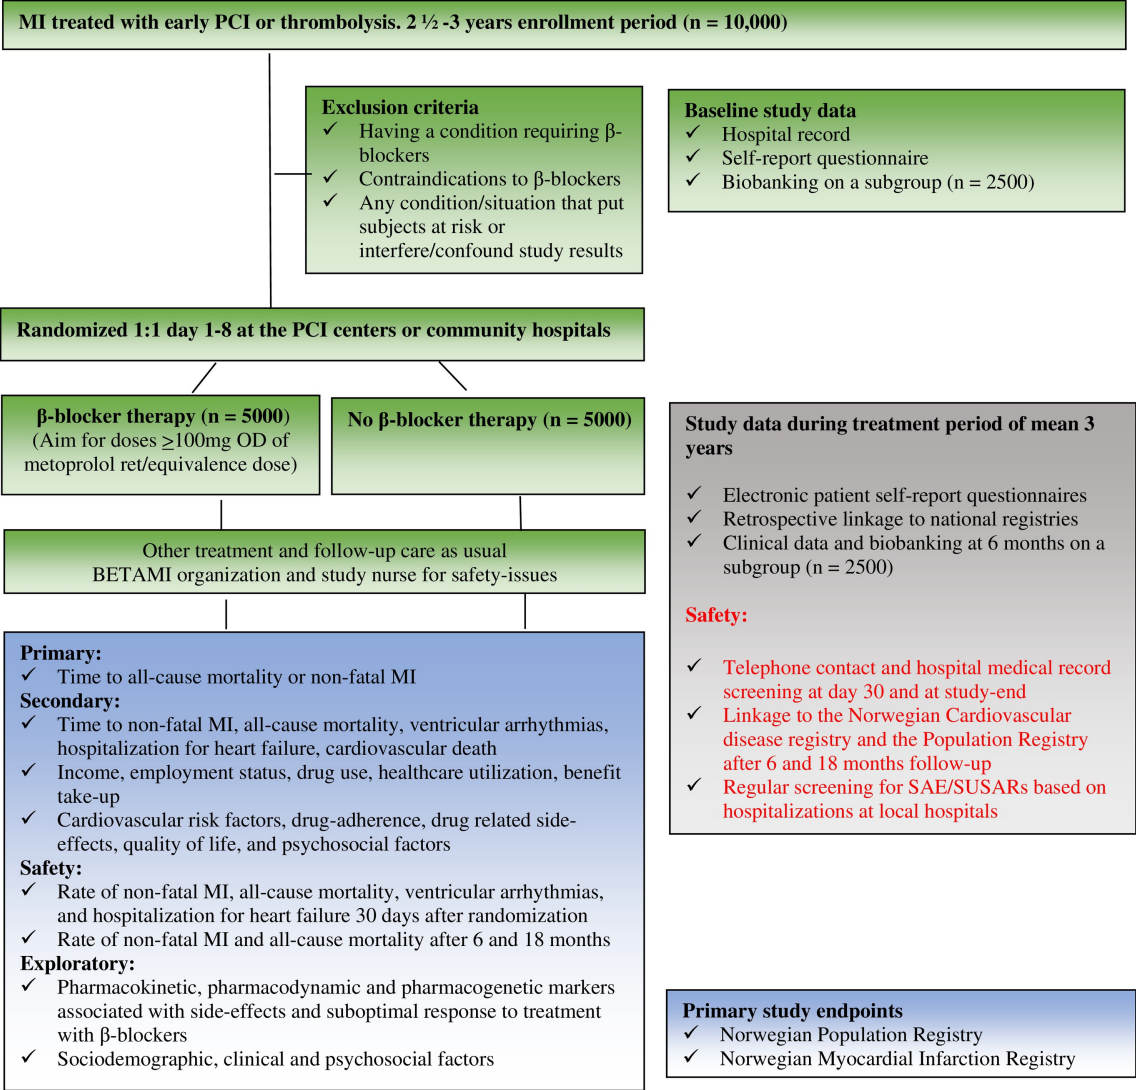 MI treated with early PCI or thrombolysis. 2 ½ -3 years enrollment period (n = 10,000)
Exclusion criteria
✓ Having a condition requiring β-
blockers
✓ Contraindications to β-blockers
✓ Any condition/situation that put
subjects at risk or
interfere/confound study results
Baseline study data
✓ Hospital record
✓ Self-report questionnaire
✓ Biobanking on a subgroup (n = 2500)
Randomized 1:1 day 1-8 at the PCI centers or community hospitals
β-blocker therapy (n = 5000)
(Aim for doses ≥100mg OD of
metoprolol ret/equivalence dose)
No β-blocker therapy (n = 5000)
Other treatment and follow-up care as usual
BETAMI organization and study nurse for safety-issues
Primary:
✓ Time to all-cause mortality or non-fatal MI
Secondary:
✓ Time to non-fatal MI, all-cause mortality, ventricular arrhythmias,
hospitalization for heart failure, cardiovascular death
✓ Income, employment status, drug use, healthcare utilization, benefit
take-up
✓ Cardiovascular risk factors, drug-adherence, drug related side-
effects, quality of life, and psychosocial factors
Safety:
✓ Rate of non-fatal MI, all-cause mortality, ventricular arrhythmias,
and hospitalization for heart failure 30 days after randomization
✓ Rate of non-fatal MI and all-cause mortality after 6 and 18 months
Exploratory:
✓ Pharmacokinetic, pharmacodynamic and pharmacogenetic markers
associated with side-effects and suboptimal response to treatment
with β-blockers
✓ Sociodemographic, clinical and psychosocial factors
Study data during treatment period of mean 3
years
✓ Electronic patient self-report questionnaires
✓ Retrospective linkage to national registries
✓ Clinical data and biobanking at 6 months on a
subgroup (n = 2500)
Safety:
✓ Telephone contact and hospital medical record
screening at day 30 and at study-end
✓ Linkage to the Norwegian Cardiovascular
disease registry and the Population Registry
after 6 and 18 months follow-up
✓ Regular screening for SAE/SUSARs based on
hospitalizations at local hospitals
Primary study endpoints
✓ Norwegian Population Registry
✓ Norwegian Myocardial Infarction Registry